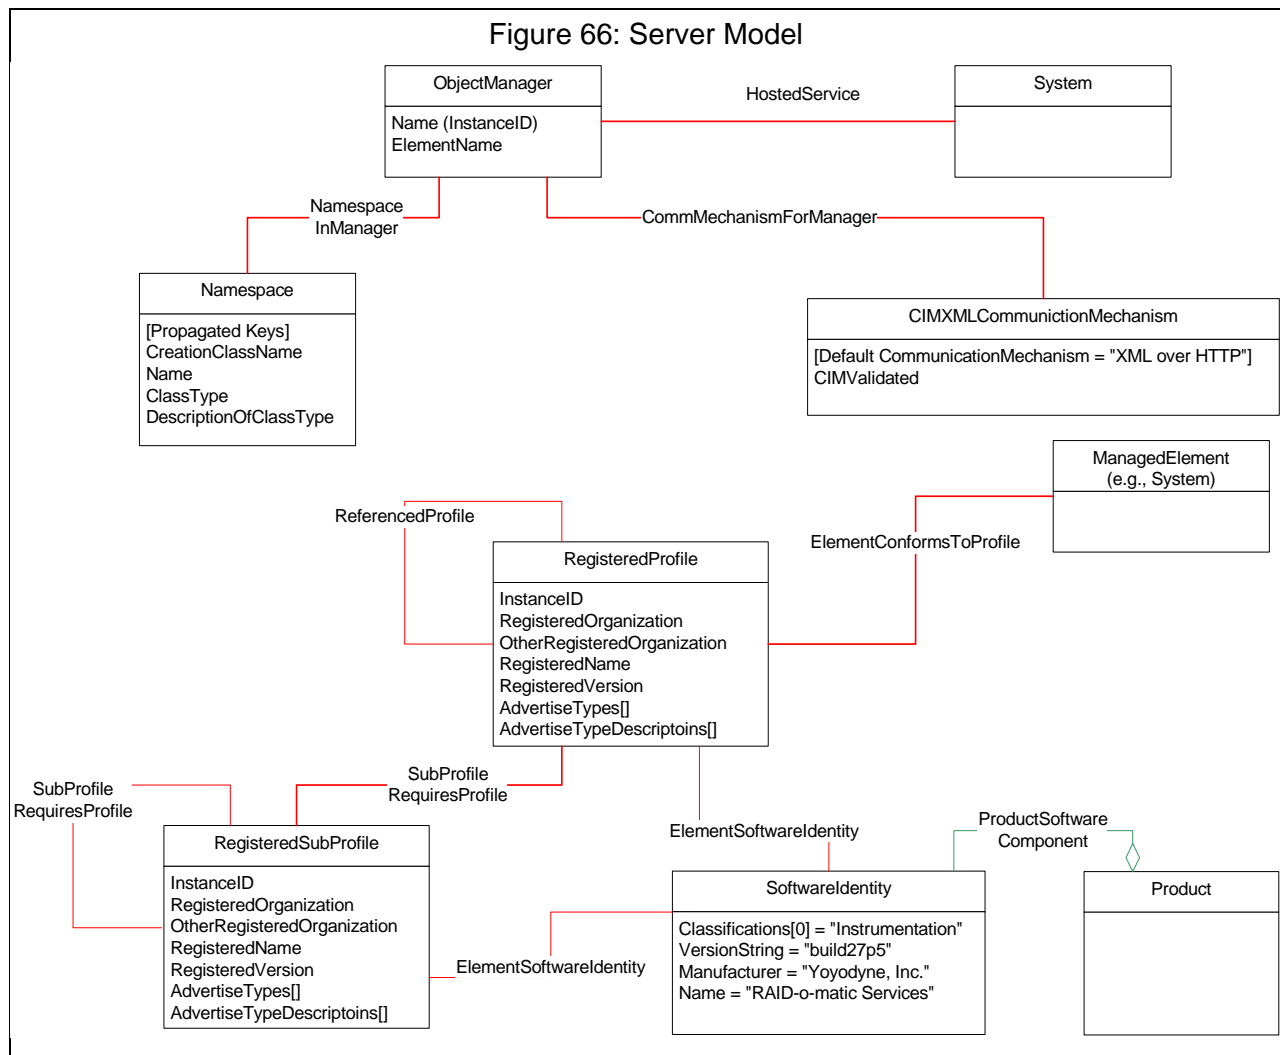 Figure 66: Server Model
ObjectManager
Name (InstanceID)
ElementName
HostedService
System
Namespace
InManager
CommMechanismForManager
Namespace
[Propagated Keys]
CreationClassName
Name
ClassType
DescriptionOfClassType
CIMXMLCommunictionMechanism
[Default CommunicationMechanism = "XML over HTTP"]
CIMValidated
ManagedElement
(e.g., System)
ReferencedProfile
ElementConformsToProfile
RegisteredProfile
InstanceID
RegisteredOrganization
OtherRegisteredOrganization
RegisteredName
RegisteredVersion
AdvertiseTypes[]
AdvertiseTypeDescriptoins[]
SubProfile
RequiresProfile
SubProfile
RequiresProfile
RegisteredSubProfile
InstanceID
RegisteredOrganization
OtherRegisteredOrganization
RegisteredName
RegisteredVersion
AdvertiseTypes[]
AdvertiseTypeDescriptoins[]
ElementSoftwareIdentity
ElementSoftwareIdentity
ProductSoftware
Component
SoftwareIdentity
Classifications[0] = "Instrumentation"
VersionString = "build27p5"
Manufacturer = "Yoyodyne, Inc."
Name = "RAID-o-matic Services"
Product